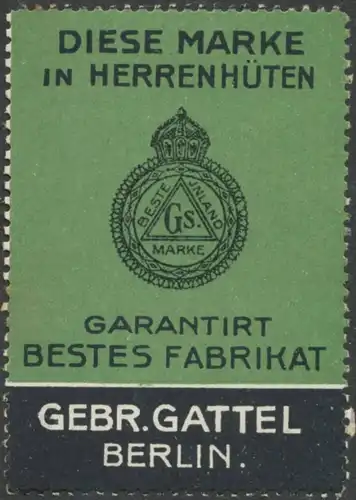 DIESE MARKE
IN HERRENHÜTEN
BESTE INLAND
Gs.
MARKE
GARANTIRT
BESTES FABRIKAT
GEBR. GATTEL
BERLIN.